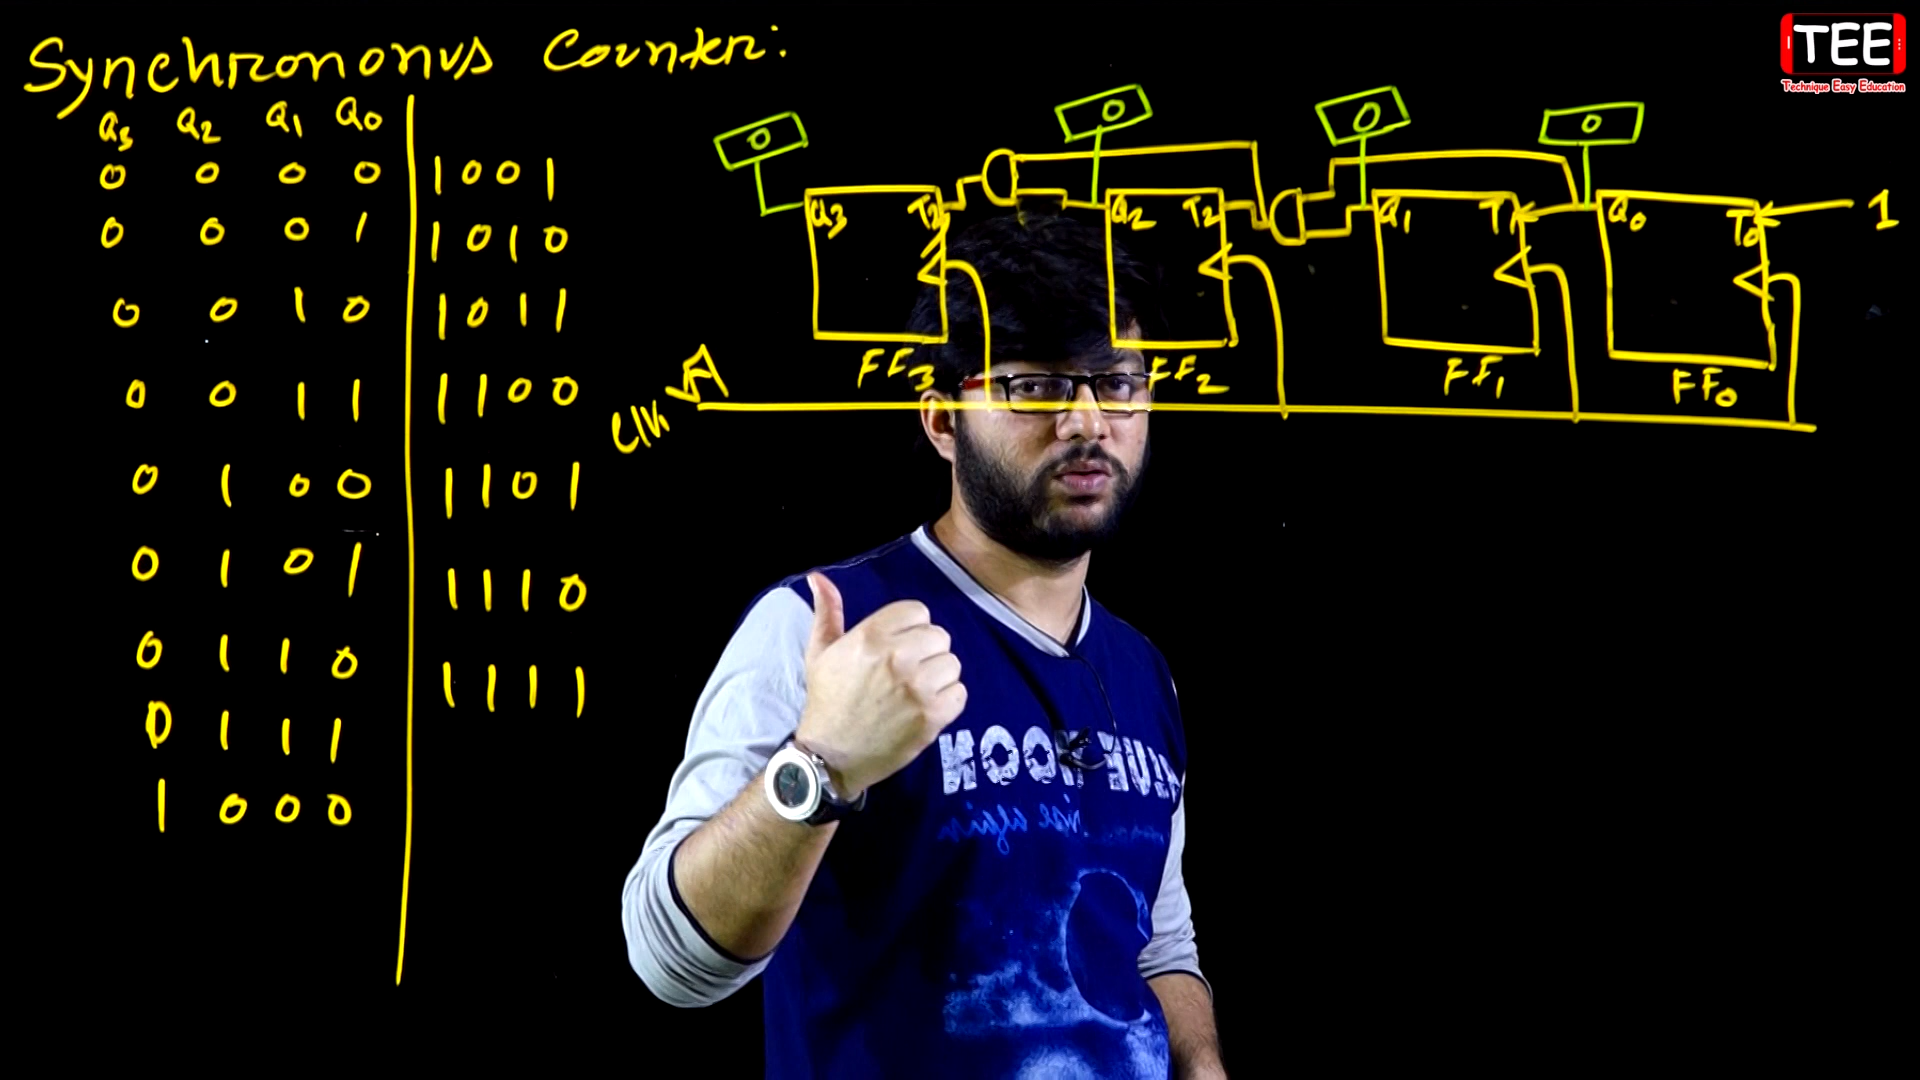 Synchrononus Counter:
TEE
Technique Easy Education
Q3 Q2 Q1 Q0
0 0 0 0
0 0 0 1
0 0 1 0
0 0 1 1
0 1 0 0
0 1 0 1
0 1 1 0
0 1 1 1
1 0 0 0
1 0 0 1
1 0 1 0
1 0 1 1
1 1 0 0
1 1 0 1
1 1 1 0
1 1 1 1
0 0 0 0
Q3 T3 Q2 T2 Q1 T1 Q0 T0 1
FF3 FF2 FF1 FF0
Clk